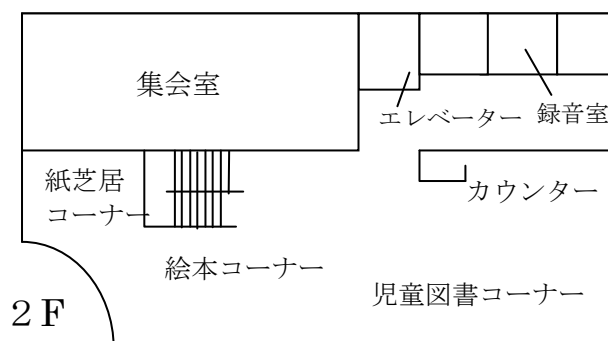 集会室
エレベーター
録音室
紙芝居
コーナー
カウンター
絵本コーナー
児童図書コーナー
2F